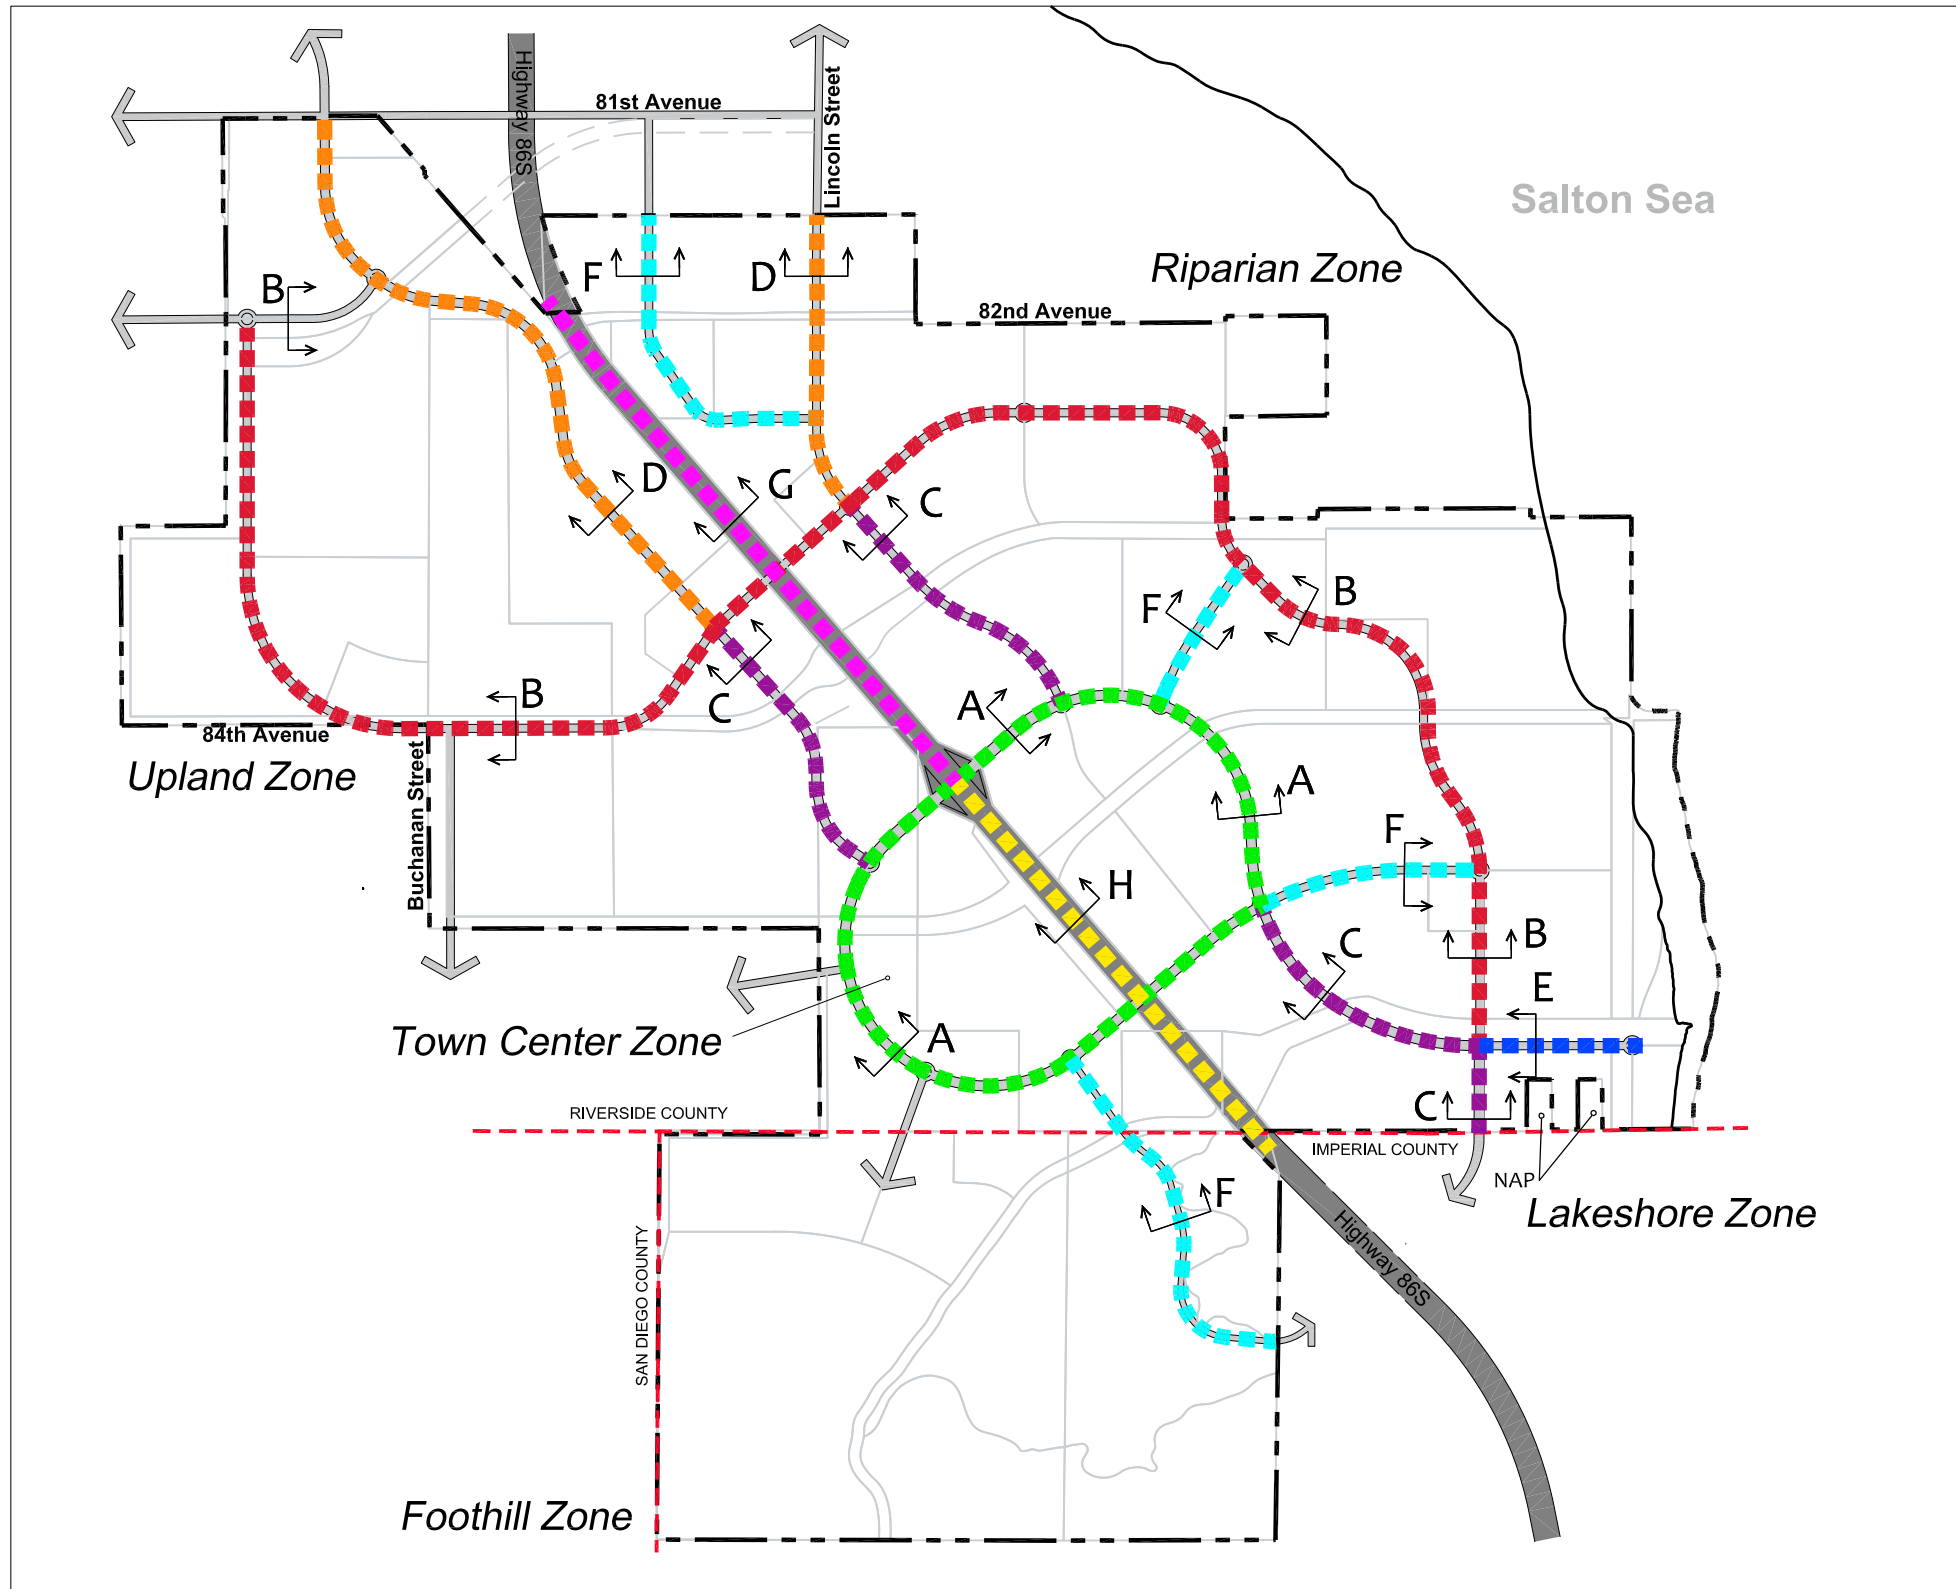 Highway 86S
81st Avenue
Lincoln Street
Salton Sea
Riparian Zone
B
F
D
82nd Avenue
D
G
C
B
F
C
B
A
84th Avenue
Upland Zone
Buchanan Street
A
F
H
C
B
E
Town Center Zone
A
C
RIVERSIDE COUNTY
IMPERIAL COUNTY
NAP
F
Lakeshore Zone
Highway 86S
SAN DIEGO COUNTY
Foothill Zone